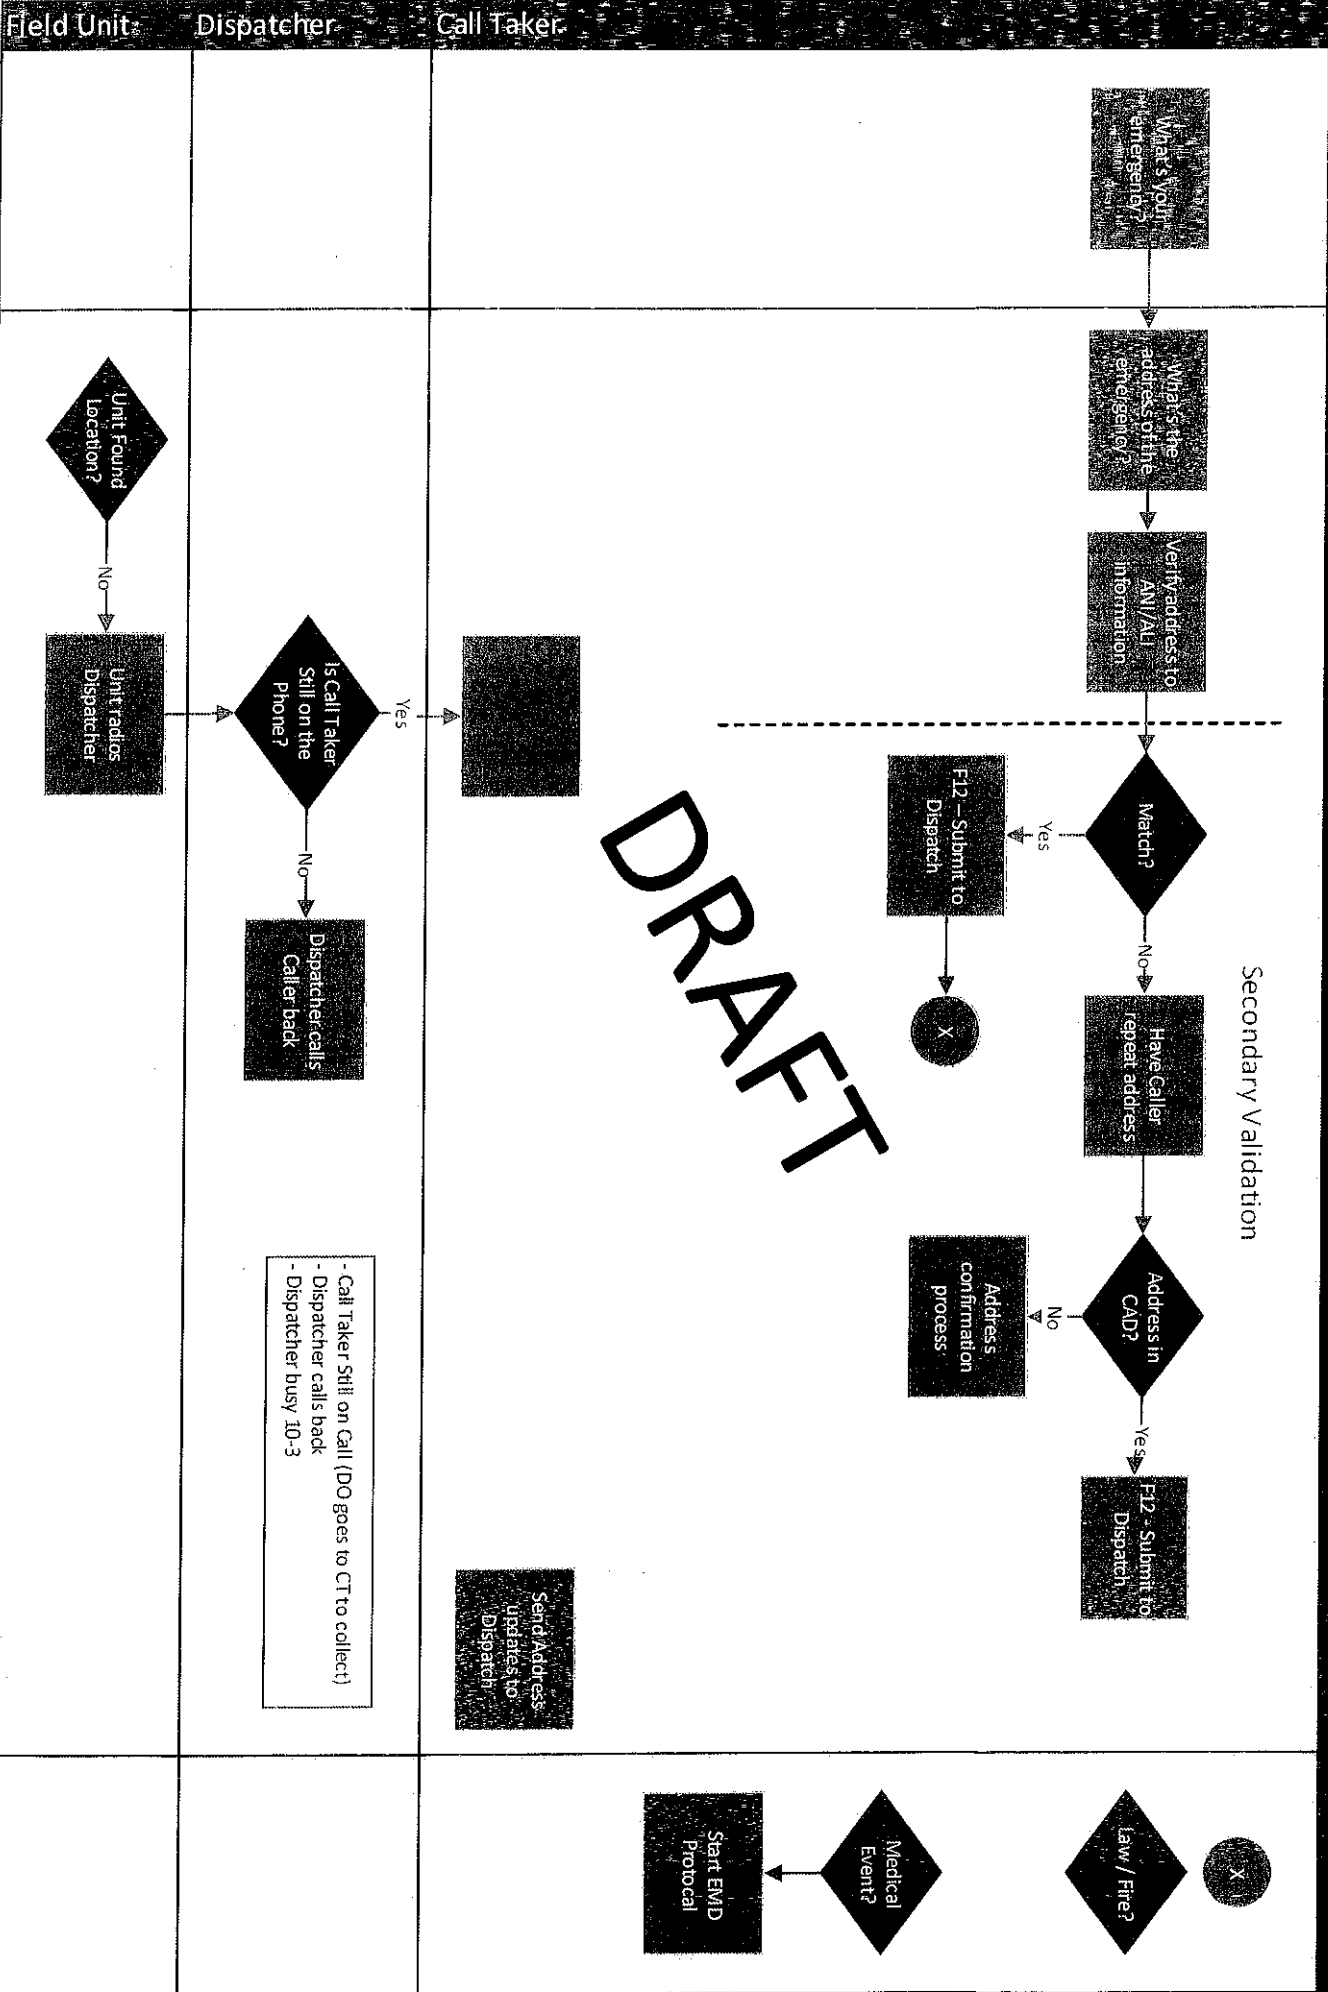 Field Unit
Dispatcher
Call Taker
What's your
emergency?
What's the
address of the
emergency?
Verify address to
ANI/ALI
information
Match?
Yes
F12 – Submit to
Dispatch
X
No
Have Caller
repeat address
Secondary Validation
Address in
CAD?
No
Address
confirmation
process
Yes
F12 - Submit to
Dispatch
DRAFT
Send Address
updates to
Dispatch
X
Law / Fire?
Medical
Event?
Start EMD
Protocal
Is Call Taker
Still on the
Phone?
Yes
No
Dispatcher calls
Caller back
- Call Taker Still on Call (DO goes to CT to collect)
- Dispatcher calls back
- Dispatcher busy 10-3
Unit Found
Location?
No
Unit radios
Dispatcher